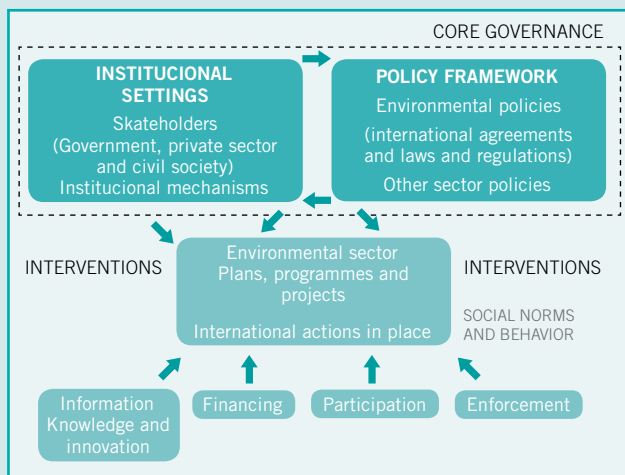 CORE GOVERNANCE
INSTITUCIONAL
SETTINGS
Skateholders
(Government, private sector
and civil society)
Institutional mechanisms
POLICY FRAMEWORK
Environmental policies
(international agreements
and laws and regulations)
Other sector policies
INTERVENTIONS
Environmental sector
Plans, programmes and
projects
International actions in place
INTERVENTIONS
SOCIAL NORMS
AND BEHAVIOR
Information
Knowledge and
innovation
Financing
Participation
Enforcement